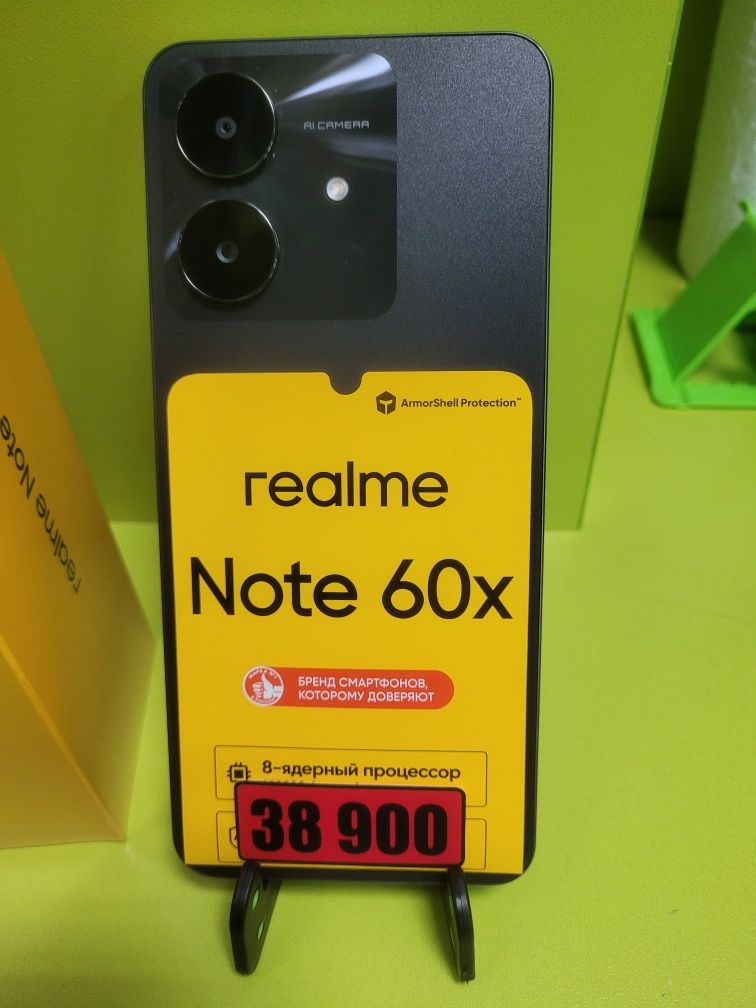 AI CAMERA
ArmorShell Protection™
realme
Note 60x
БРЕНД СМАРТФОНОВ,
КОТОРОМУ ДОВЕРЯЮТ
8-ядерный процессор
38 900
realme Note